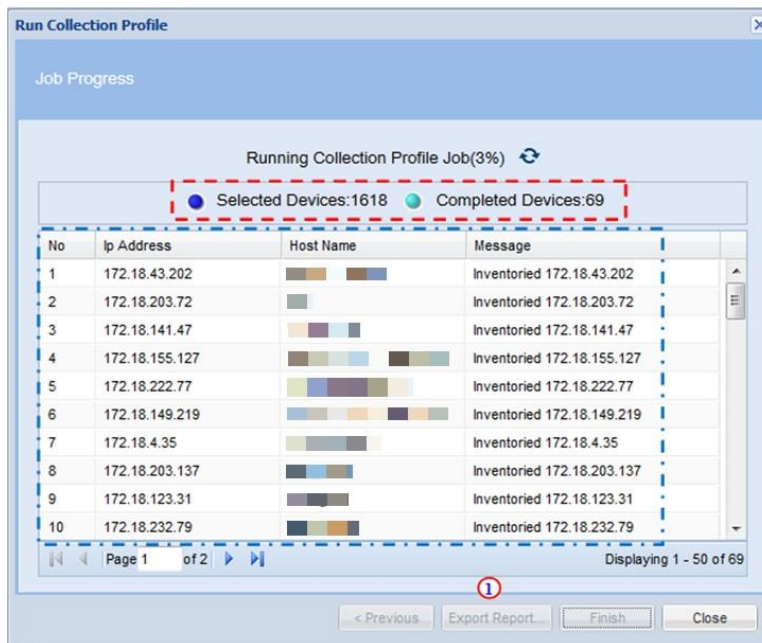 Run Collection Profile
Job Progress
Running Collection Profile Job(3%)
Selected Devices:1618 Completed Devices:69
No Ip Address Host Name Message
1 172.18.43.202 Inventoried 172.18.43.202
2 172.18.203.72 Inventoried 172.18.203.72
3 172.18.141.47 Inventoried 172.18.141.47
4 172.18.155.127 Inventoried 172.18.155.127
5 172.18.222.77 Inventoried 172.18.222.77
6 172.18.149.219 Inventoried 172.18.149.219
7 172.18.4.35 Inventoried 172.18.4.35
8 172.18.203.137 Inventoried 172.18.203.137
9 172.18.123.31 Inventoried 172.18.123.31
10 172.18.232.79 Inventoried 172.18.232.79
Page 1 of 2 Displaying 1 - 50 of 69
1
< Previous Export Report... Finish Close